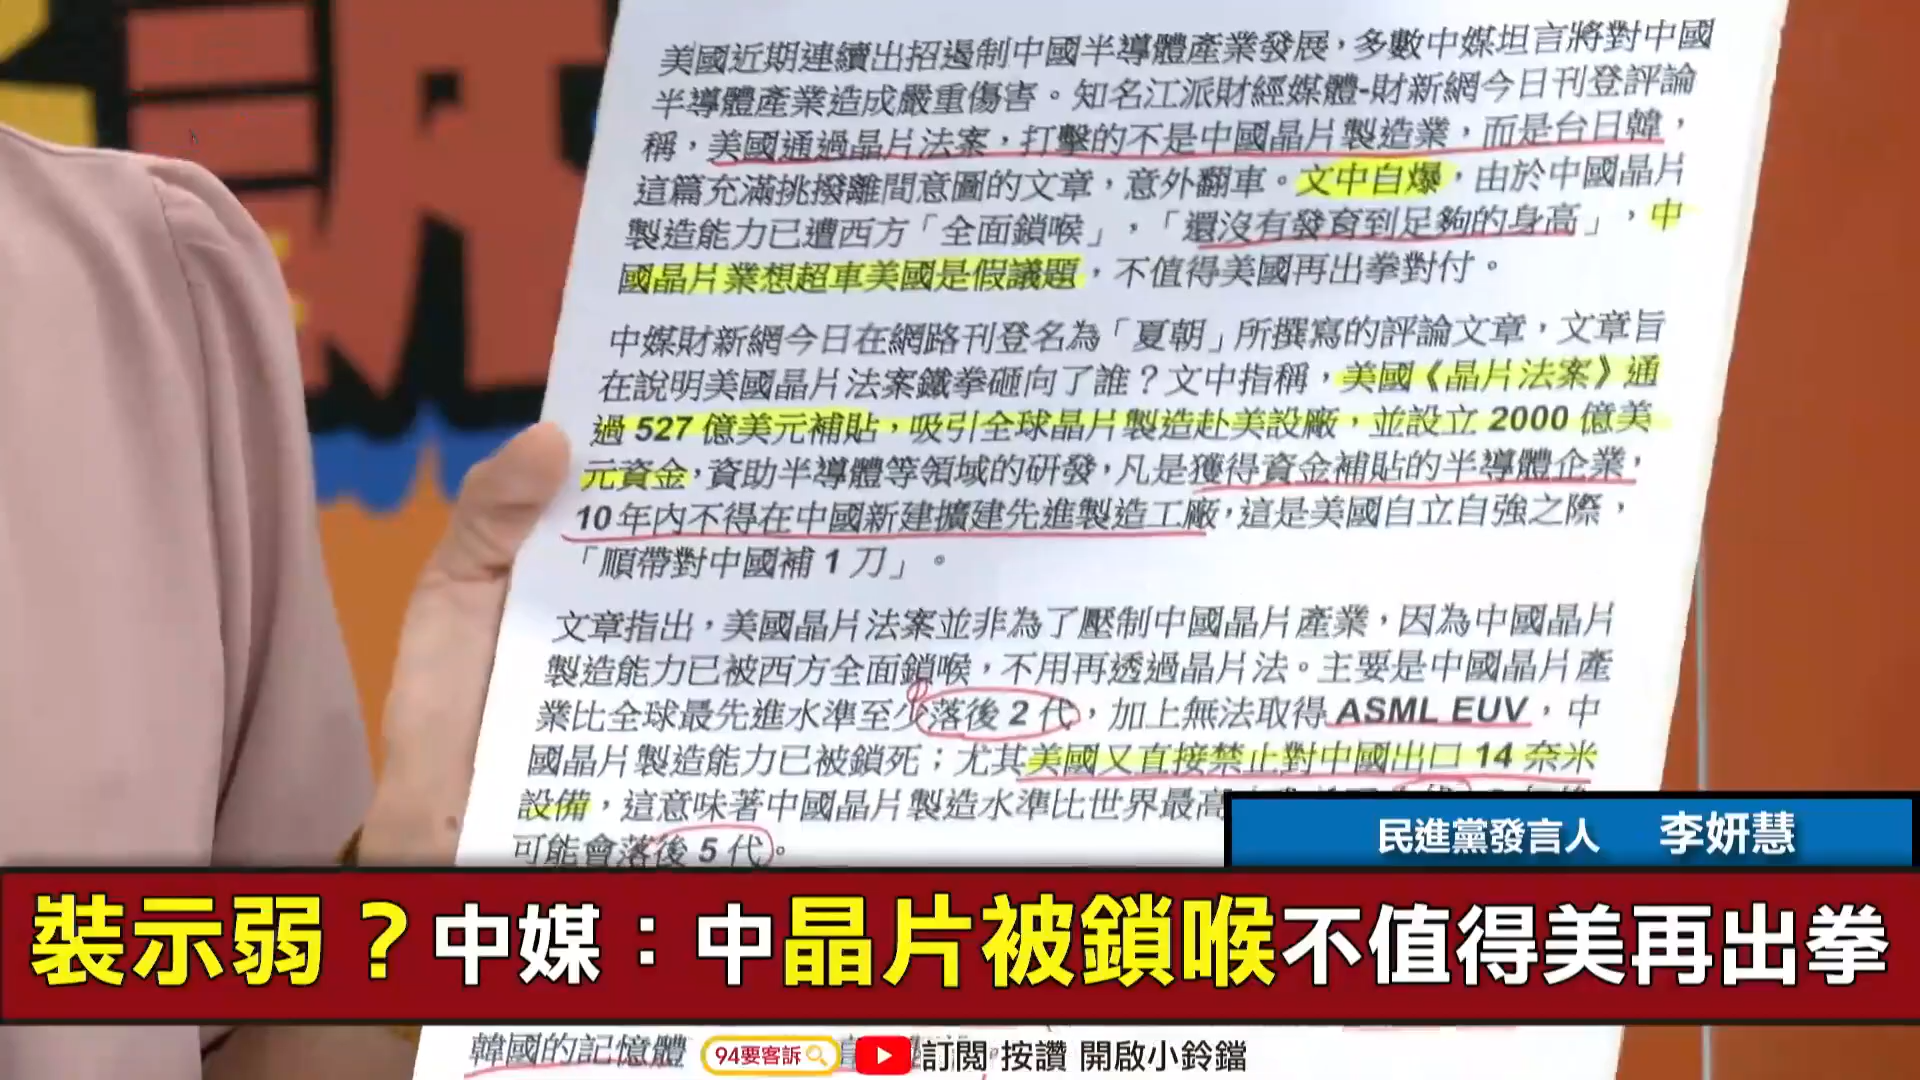 美國近期連續出招遏制中國半導體產業發展，多數中媒坦言將對中國
半導體產業造成嚴重傷害。知名江派財經媒體-財新網今日刊登評論
稱，美國通過晶片法案，打擊的不是中國晶片製造業，而是台日韓，
這篇充滿挑撥離間意圖的文章，意外翻車。文中自爆，由於中國晶片
製造能力已遭西方「全面鎖喉」，「還沒有發育到足夠的身高」，中
國晶片業想超車美國是假議題，不值得美國再出拳對付。
中媒財新網今日在網路刊登名為「夏朝」所撰寫的評論文章，文章旨
在說明美國晶片法案鐵拳砸向了誰？文中指稱，美國《晶片法案》通
過 527 億美元補貼，吸引全球晶片製造赴美設廠，並設立 2000 億美
元資金，資助半導體等領域的研發，凡是獲得資金補貼的半導體企業，
10 年內不得在中國新建擴建先進製造工廠，這是美國自立自強之際，
「順帶對中國補 1 刀」。
文章指出，美國晶片法案並非為了壓制中國晶片產業，因為中國晶片
製造能力已被西方全面鎖喉，不用再透過晶片法。主要是中國晶片產
業比全球最先進水準至少落後 2 代，加上無法取得 ASML EUV，中
國晶片製造能力已被鎖死；尤其美國又直接禁止對中國出口 14 奈米
設備，這意味著中國晶片製造水準比世界最高
可能會落後 5 代。
民進黨發言人 李妍慧
裝示弱？中媒：中晶片被鎖喉不值得美再出拳
韓國的記憶體
94要客訴 訂閱 按讚 開啟小鈴鐺